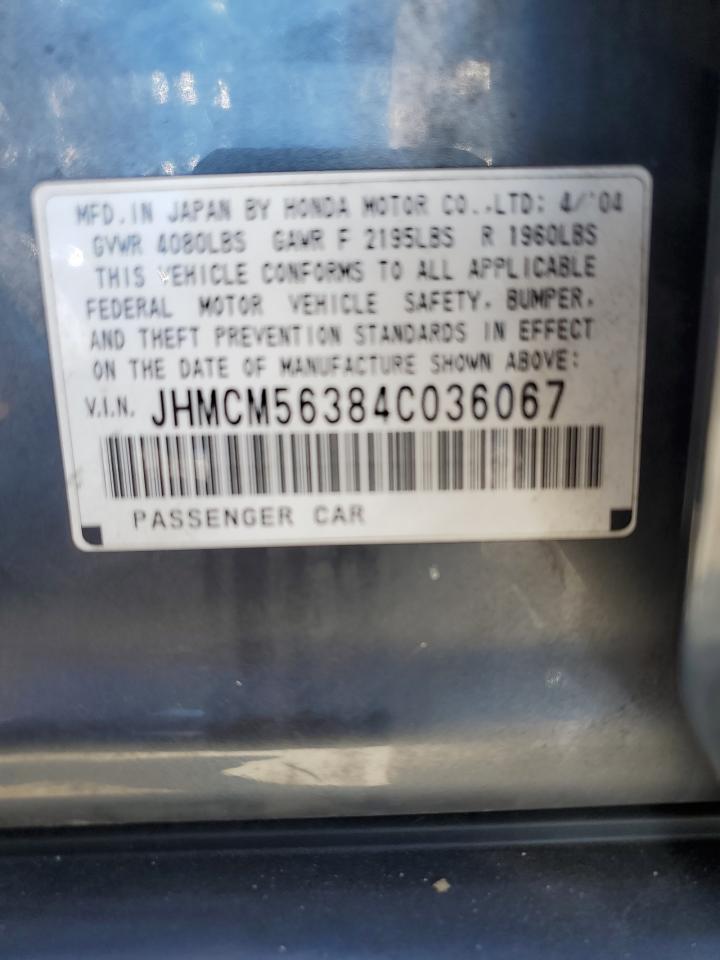 MFD. IN JAPAN BY HONDA MOTOR CO.,LTD: 4/'04
GVWR 4080LBS GAWR F 2195LBS R 1960LBS
THIS VEHICLE CONFORMS TO ALL APPLICABLE
FEDERAL MOTOR VEHICLE SAFETY, BUMPER,
AND THEFT PREVENTION STANDARDS IN EFFECT
ON THE DATE OF MANUFACTURE SHOWN ABOVE:
V.I.N. JHMCM56384C036067
PASSENGER CAR